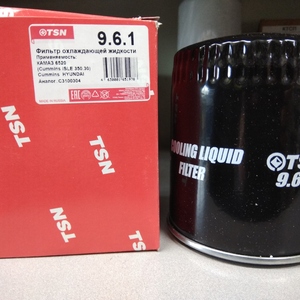 TSN
9.6.1
Фильтр охлаждающей жидкости
Применяемость
КАМАЗ 6520
(Cummins ISLE 350.30)
Cummins HYUNDAI
Аналог: C3100304
TSN
TSN
COOLING LIQUID
FILTER
TSN
9.6